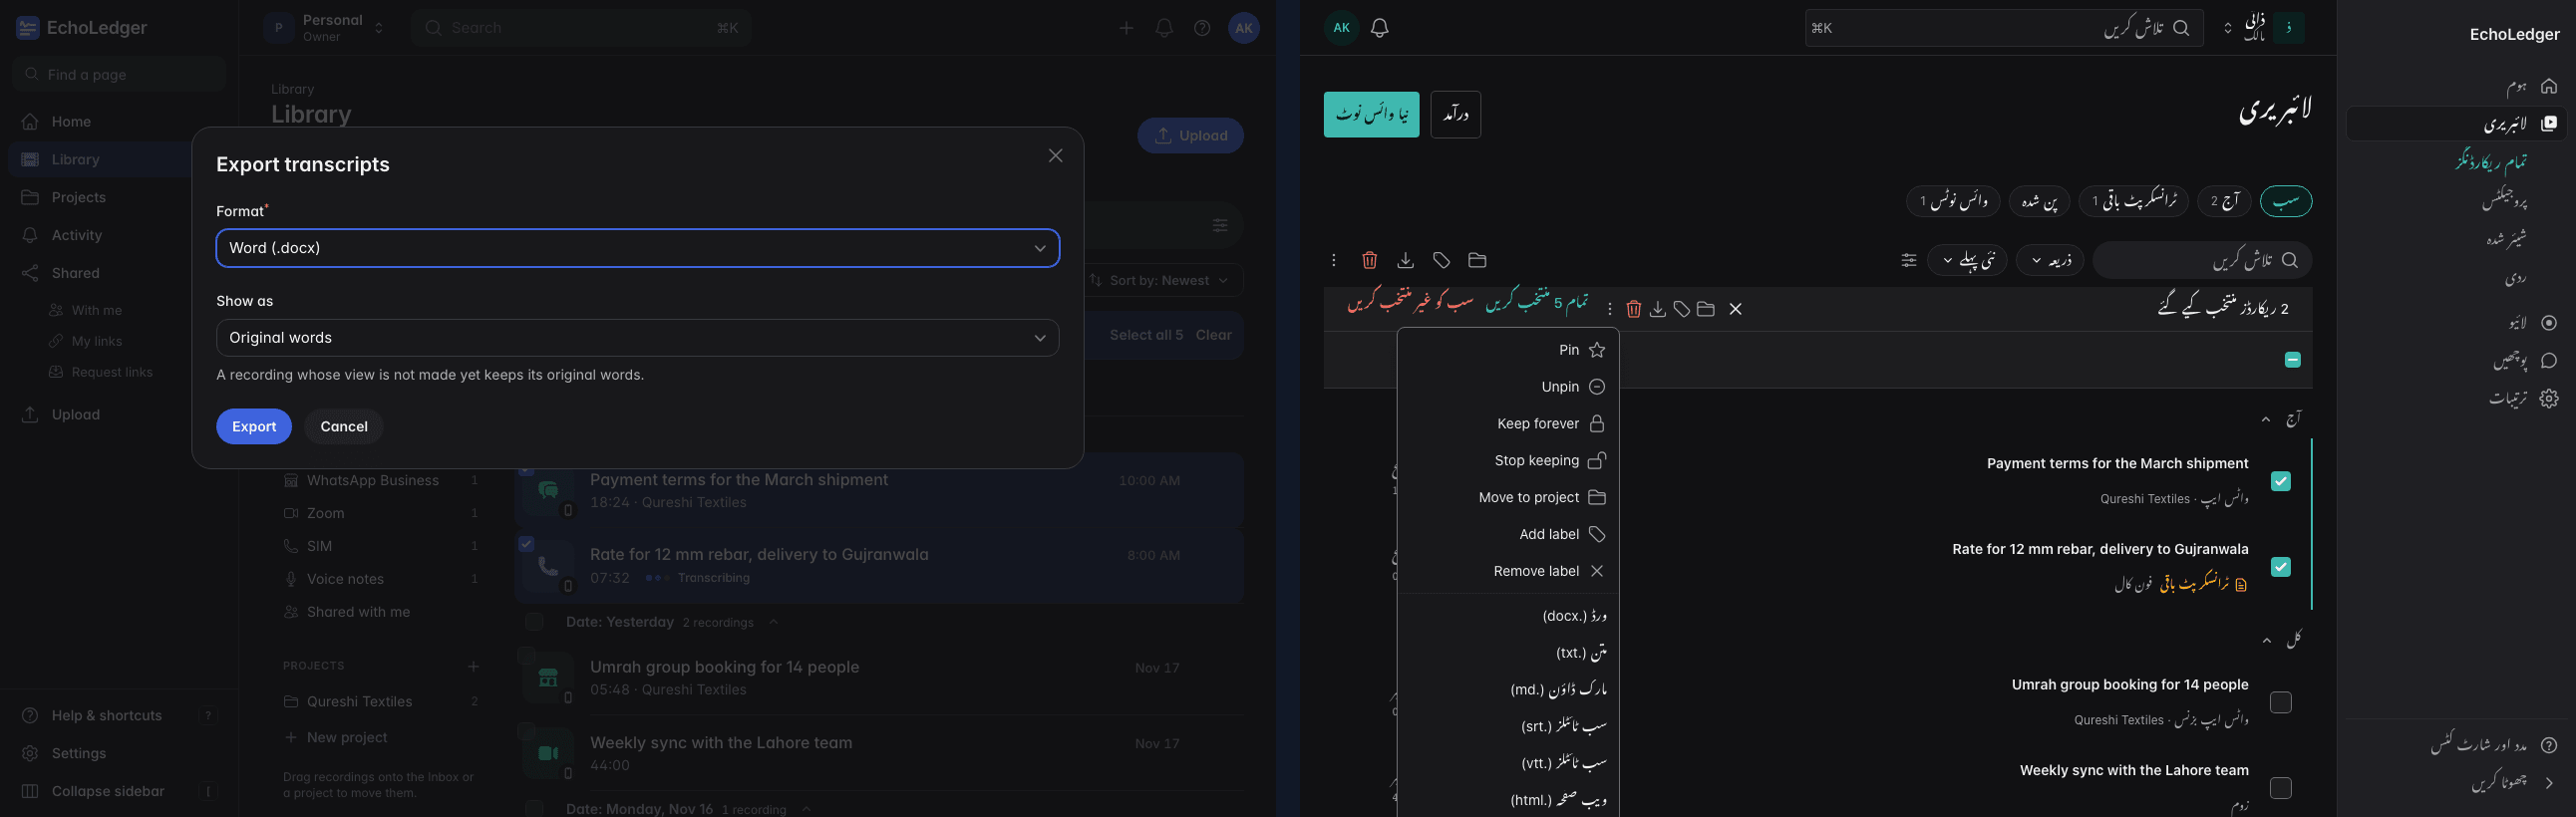 EchoLedger
Find a page
Home
Library
Projects
Activity
Shared
With me
My links
Request links
Upload
Help & shortcuts ?
Settings
Collapse sidebar [
P Personal
Owner
Search ⌘K
AK
Library
Library
Upload
Export transcripts
Format*
Word (.docx)
Show as
Original words
A recording whose view is not made yet keeps its original words.
Export Cancel
Sort by: Newest
Select all 5 Clear
WhatsApp Business 1
Zoom 1
SIM 1
Voice notes 1
Shared with me
PROJECTS +
Qureshi Textiles 2
New project
Drag recordings onto the Inbox or
a project to move them.
Payment terms for the March shipment 10:00 AM
18:24 · Qureshi Textiles
Rate for 12 mm rebar, delivery to Gujranwala 8:00 AM
07:32 Transcribing
Date: Yesterday 2 recordings
Umrah group booking for 14 people Nov 17
05:48 · Qureshi Textiles
Weekly sync with the Lahore team Nov 17
44:00
Date: Monday, Nov 16 1 recording
EchoLedger
ہوم
لائبریری
تمام ریکارڈنگز
پروجیکٹس
شیئر شدہ
ردی
لائیو
پوچھیں
ترتیبات
مدد اور شارٹ کٹس
چھوٹا کریں
ذ ذاتی
مالک
تلاش کریں ⌘K
AK
لائبریری
درآمد
نیا وائس نوٹ
سب
آج 2
ٹرانسکرپٹ باقی 1
پن شدہ
وائس نوٹس 1
تلاش کریں
ذریعہ
نئی پہلے
2 ریکارڈز منتخب کیے گئے
تمام 5 منتخب کریں
سب کو غیر منتخب کریں
Pin
Unpin
Keep forever
Stop keeping
Move to project
Add label
Remove label
ورڈ (.docx)
متن (.txt)
مارک ڈاؤن (.md)
سب ٹائٹلز (.srt)
سب ٹائٹلز (.vtt)
ویب صفحہ (.html)
آج
Payment terms for the March shipment
واٹس ایپ · Qureshi Textiles
Rate for 12 mm rebar, delivery to Gujranwala
ٹرانسکرپٹ باقی فون کال
کل
Umrah group booking for 14 people
واٹس ایپ بزنس · Qureshi Textiles
Weekly sync with the Lahore team
زوم